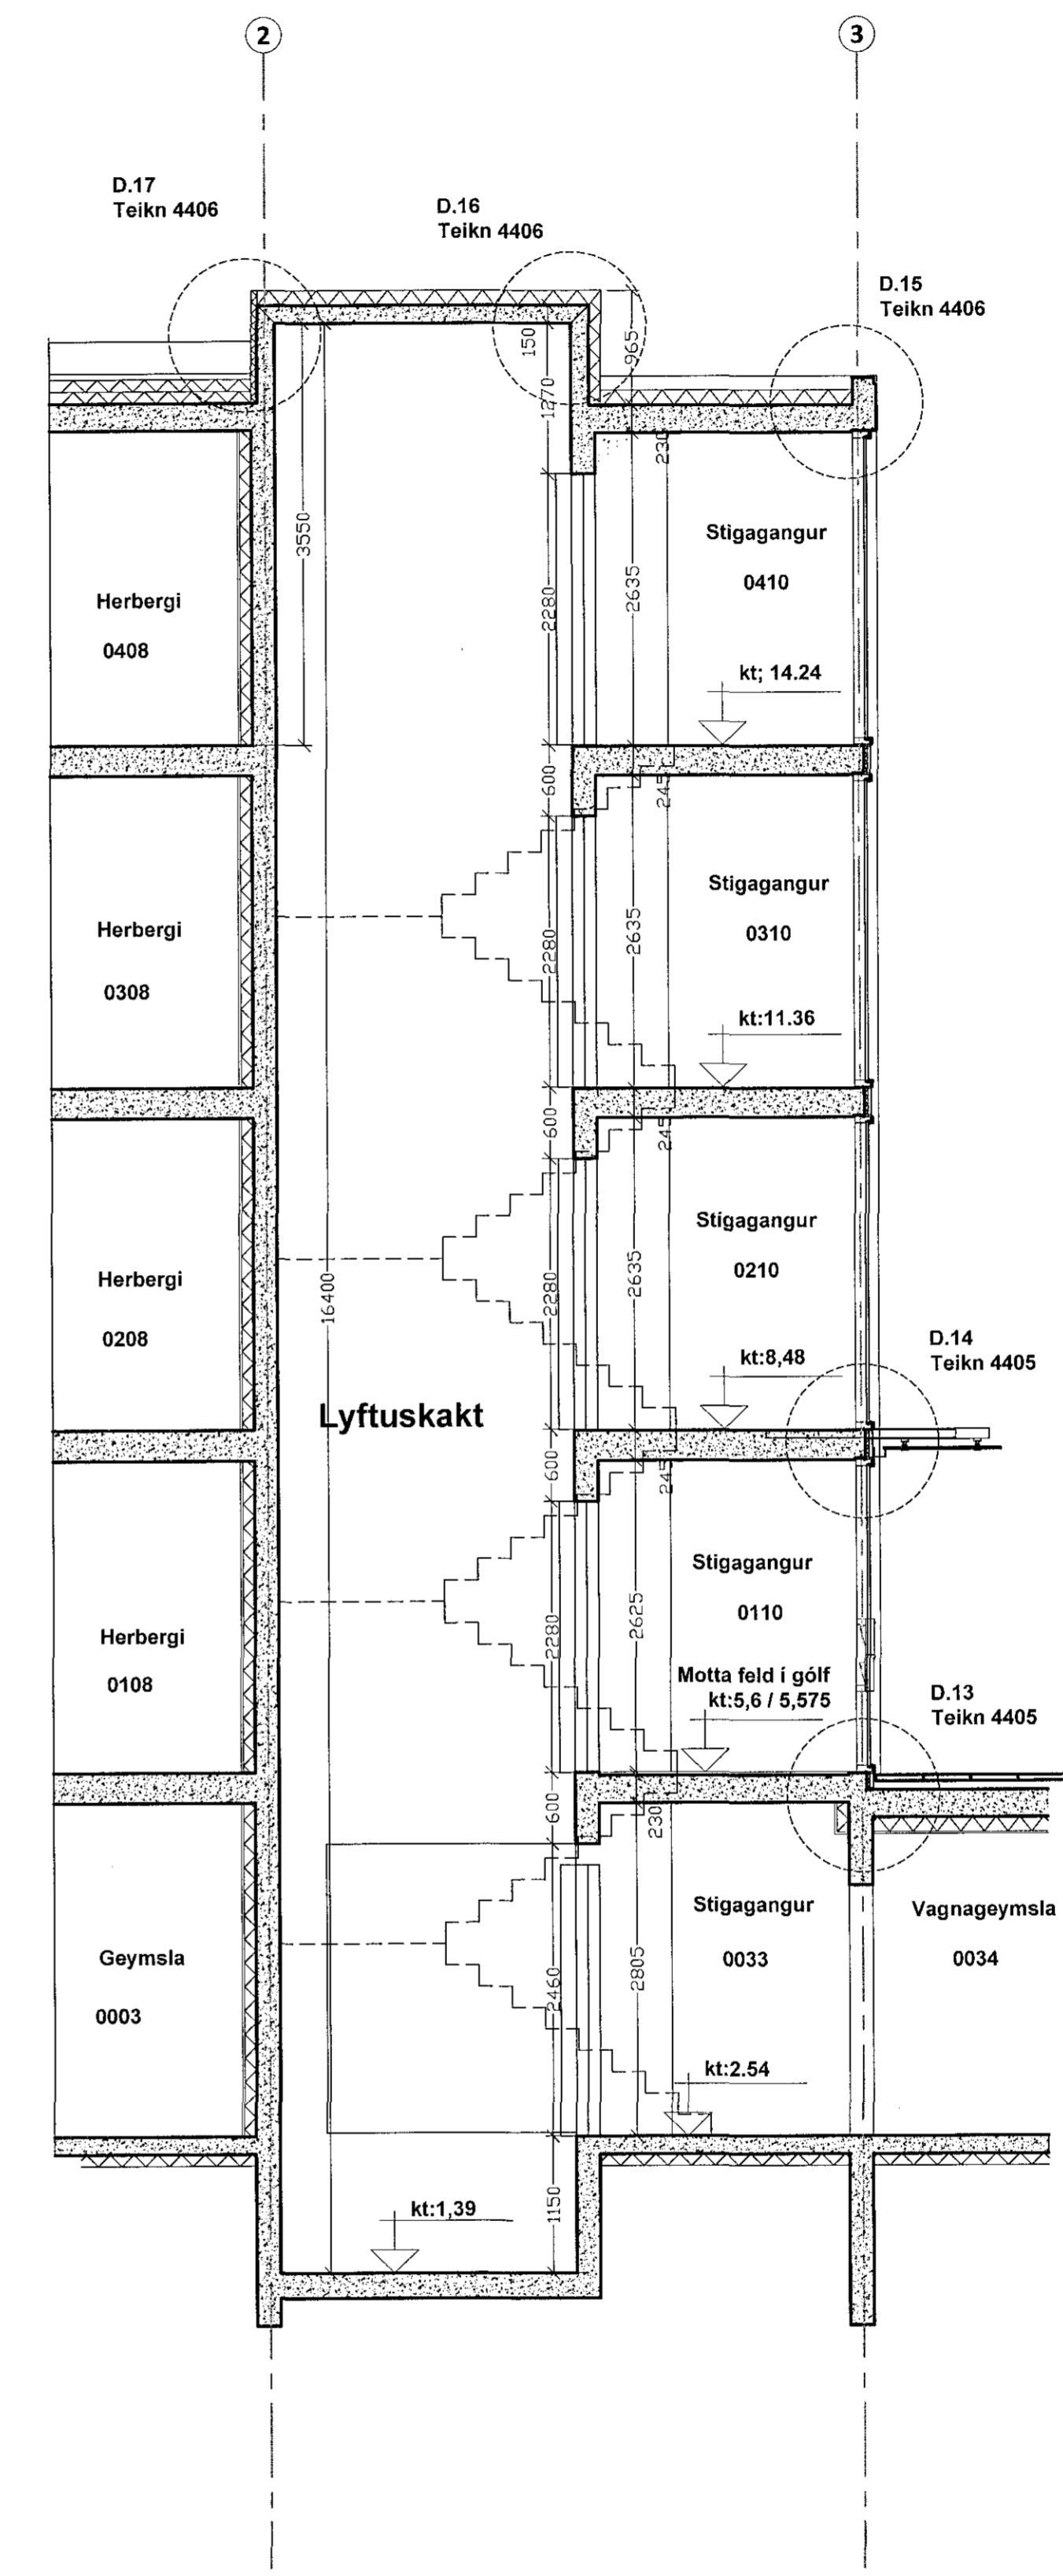 2
3
D.17
Teikn 4406
D.16
Teikn 4406
D.15
Teikn 4406
150
965
1270
230
3550
Stigagangur
0410
2280
2635
Herbergi
0408
kt; 14.24
600
245
Stigagangur
0310
Herbergi
0308
2280
2635
kt:11.36
600
245
Stigagangur
0210
Herbergi
0208
16400
2280
2635
kt:8,48
D.14
Teikn 4405
Lyftuskakt
600
245
Stigagangur
0110
Herbergi
0108
2280
2625
Motta feld í gólf
kt:5,6 / 5,575
D.13
Teikn 4405
600
230
Stigagangur
0033
Vagnageymsla
0034
Geymsla
0003
2460
2805
kt:2.54
1150
kt:1,39